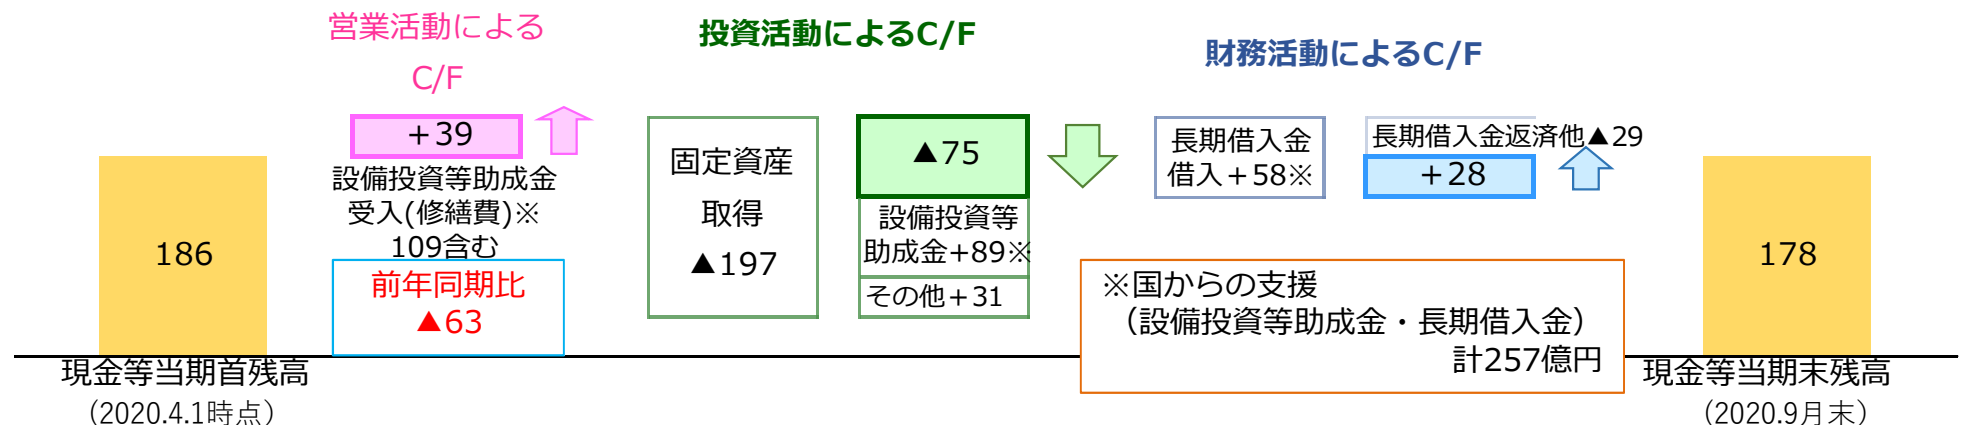 営業活動による
C/F
投資活動によるC/F
財務活動によるC/F
186
現金等当期首残高
（2020.4.1時点）
＋39
設備投資等助成金
受入(修繕費)※
109含む
前年同期比
▲63
固定資産
取得
▲197
▲75
設備投資等
助成金+89※
その他＋31
長期借入金
借入＋58※
長期借入金返済他▲29
＋28
※国からの支援
（設備投資等助成金・長期借入金）
計257億円
178
現金等当期末残高
（2020.9月末）